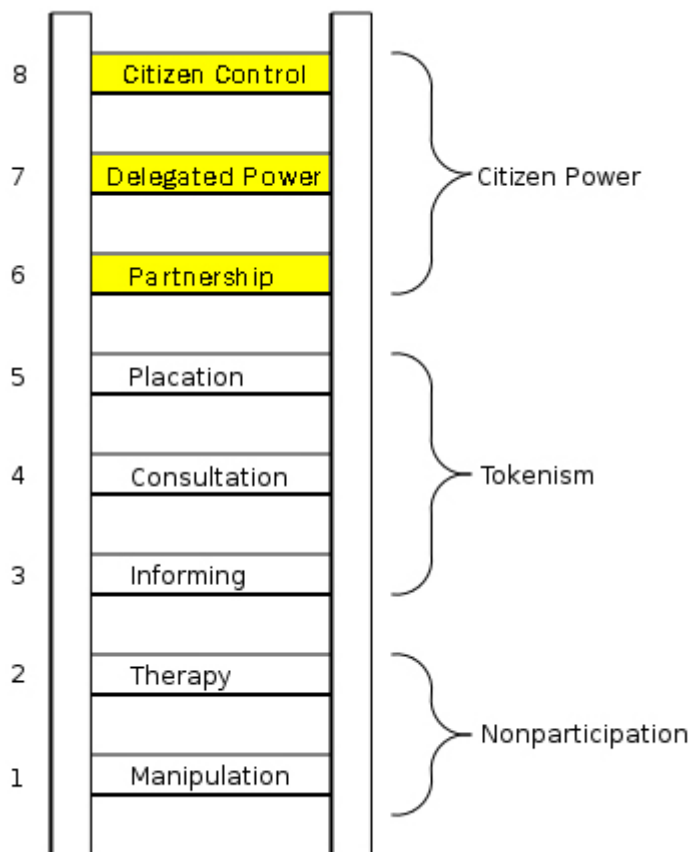 8 Citizen Control
7 Delegated Power
Citizen Power
6 Partnership
5 Placation
4 Consultation
Tokenism
3 Informing
2 Therapy
Nonparticipation
1 Manipulation